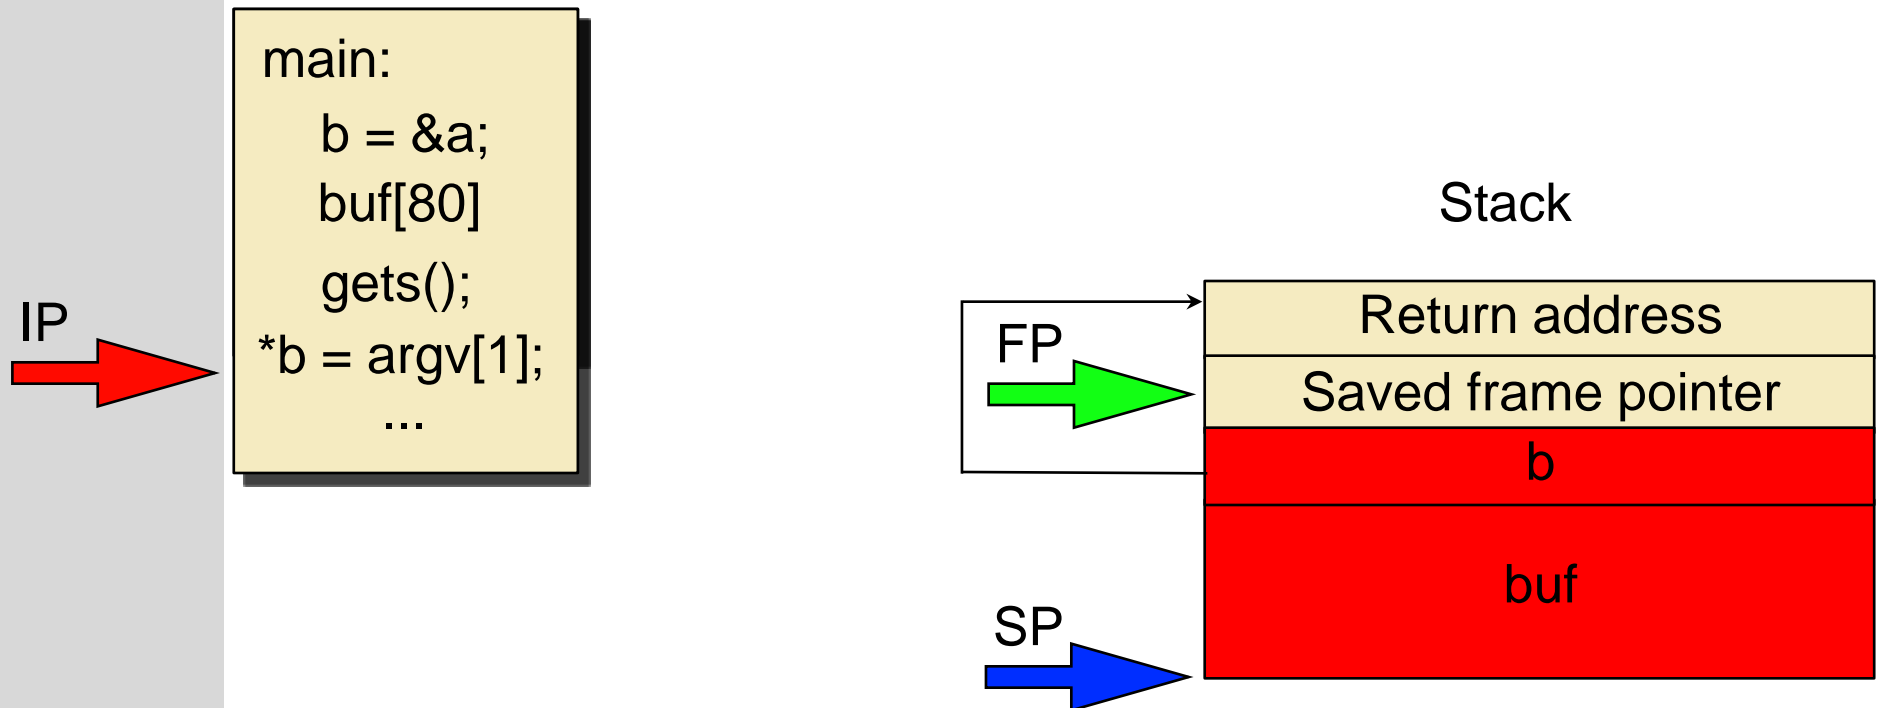 main:
b = &a;
buf[80]
gets();
*b = argv[1];
...
IP
Stack
FP
SP
Return address
Saved frame pointer
b
buf